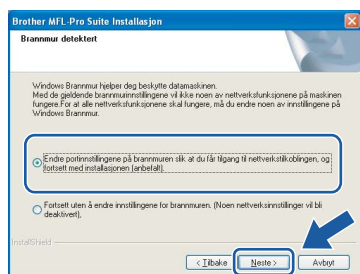 Brother MFL-Pro Suite Installasjon
Brannmur detektert
Windows Brannmur hjelper deg beskytte datamaskinen.
Med de gjeldende brannmurinnstillingene vil ikke noen av nettverksfunksjonene på maskinen
fungere.For at alle nettverksfunksjonene skal fungere, må du endre noen av innstillingene på
Windows Brannmur.
Endre portinnstillingene på brannmuren slik at du får tilgang til nettverkstilkoblingen, og
fortsett med installasjonen (anbefalt).
Fortsett uten å endre innstillingene for brannmuren. (Noen nettverksinnstillinger vil bli
deaktivert),
InstallShield
< Tilbake
Neste >
Avbryt